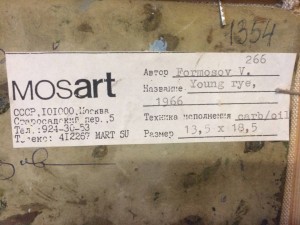 1354
266
MOSart
СССР,101000,Москва
Старосадский пер.,5
Тел.:924-30-53
Телекс: 412267 MART SU
Автор Formosov V.
Название Young rye,
1966
Техника исполнения carb/oil
Размер 13,5 x 18,5